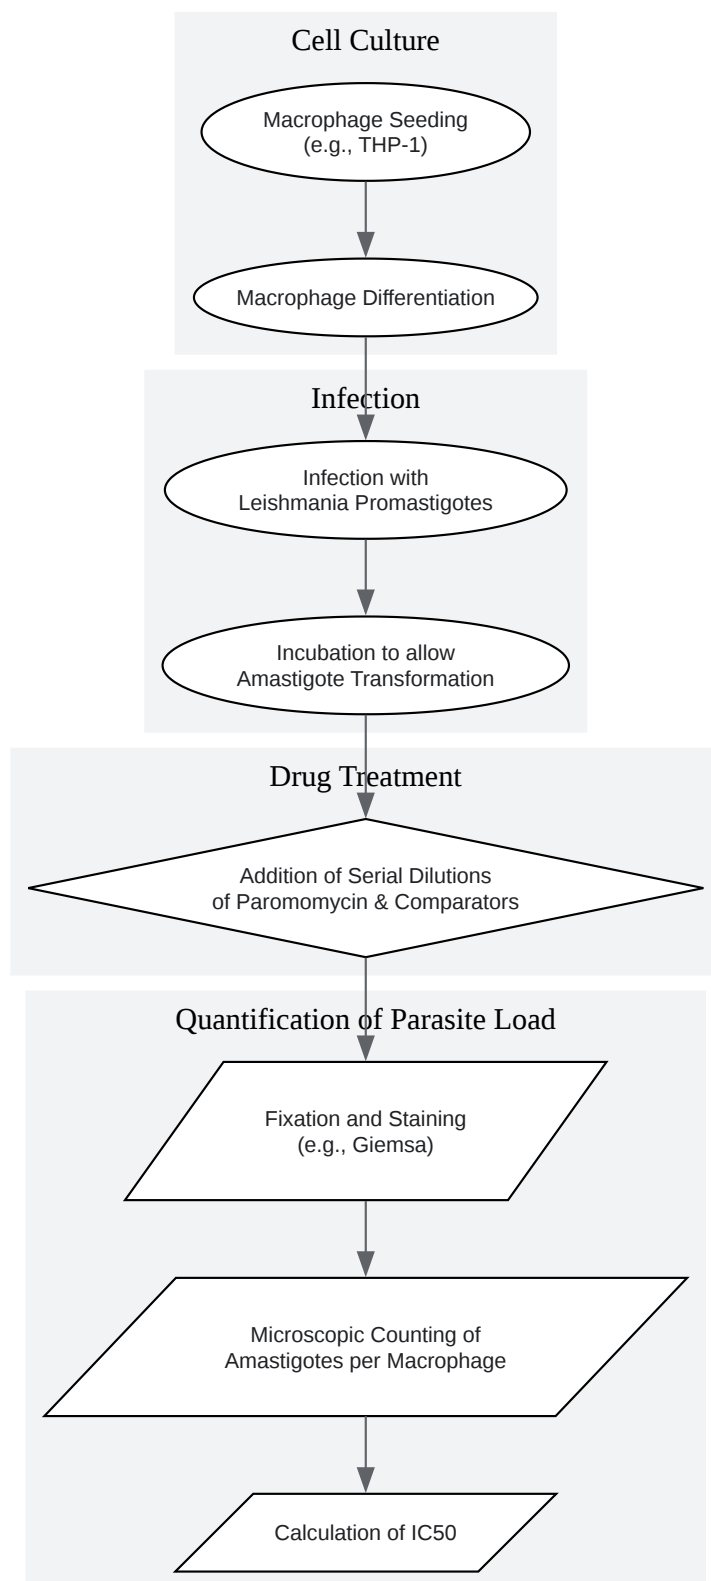 Cell Culture
Macrophage Seeding
(e.g., THP-1)
Macrophage Differentiation
Infection
Infection with
Leishmania Promastigotes
Incubation to allow
Amastigote Transformation
Drug Treatment
Addition of Serial Dilutions
of Paromomycin & Comparators
Quantification of Parasite Load
Fixation and Staining
(e.g., Giemsa)
Microscopic Counting of
Amastigotes per Macrophage
Calculation of IC50